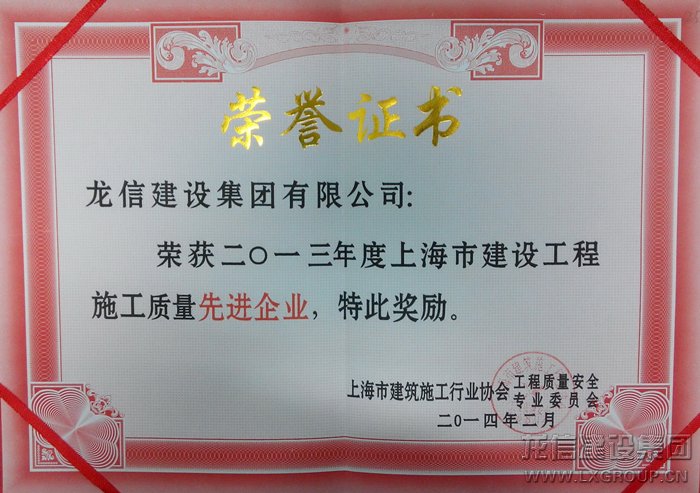 荣誉证书
龙信建设集团有限公司:
荣获二〇一三年度上海市建设工程
施工质量先进企业，特此奖励。
上海市建筑施工行业协会 工程质量安全
专业委员会
二〇一四年二月
龙信建设集团
WWW.LXGROUP.CN